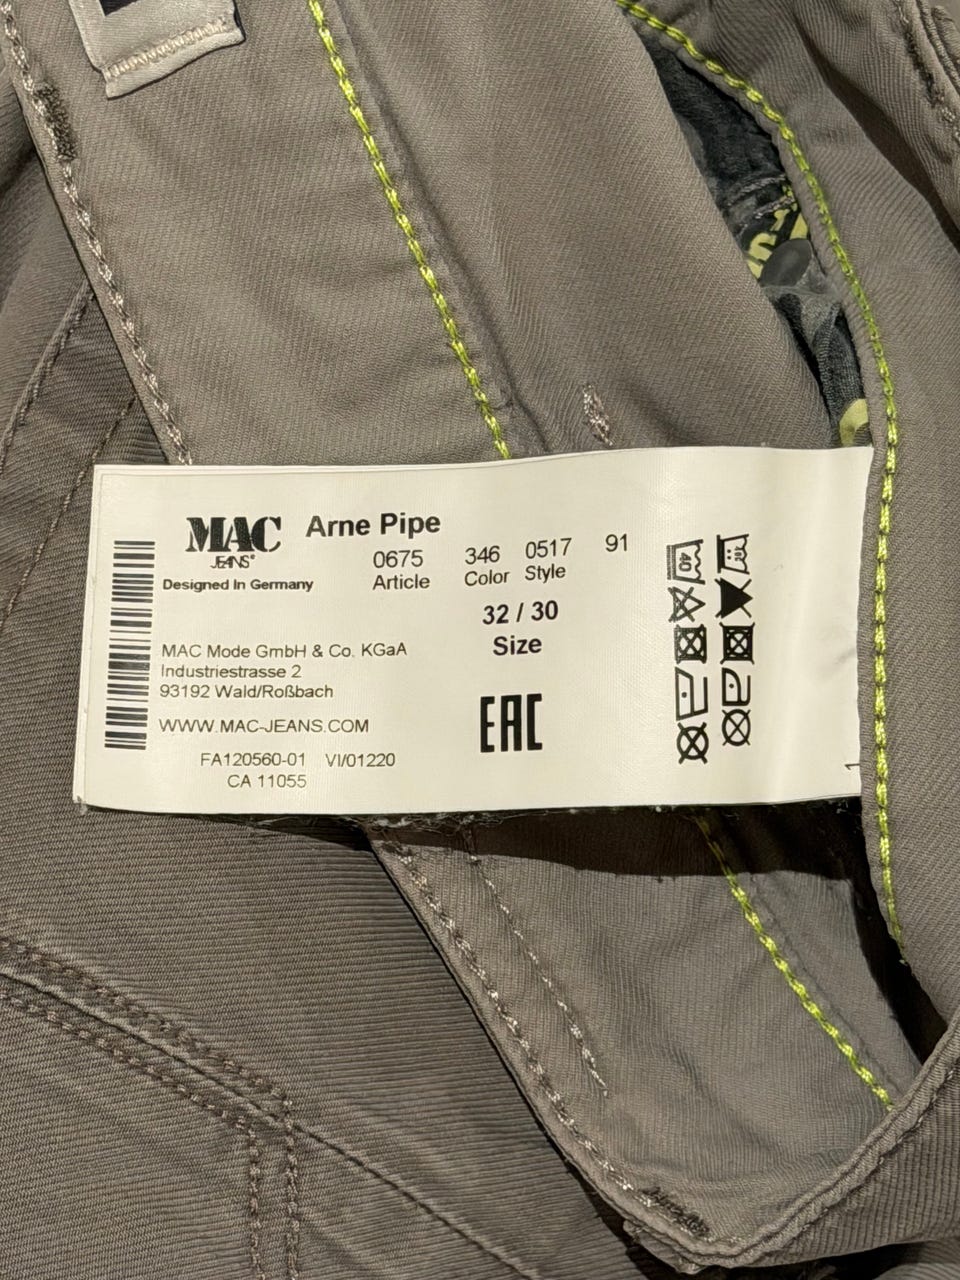 MAC Arne Pipe
JEANS®
Designed In Germany
0675 346 0517 91
Article Color Style
32 / 30
Size
MAC Mode GmbH & Co. KGaA
Industriestrasse 2
93192 Wald/Roßbach
WWW.MAC-JEANS.COM
FA120560-01 VI/01220
CA 11055
EAC
40
1